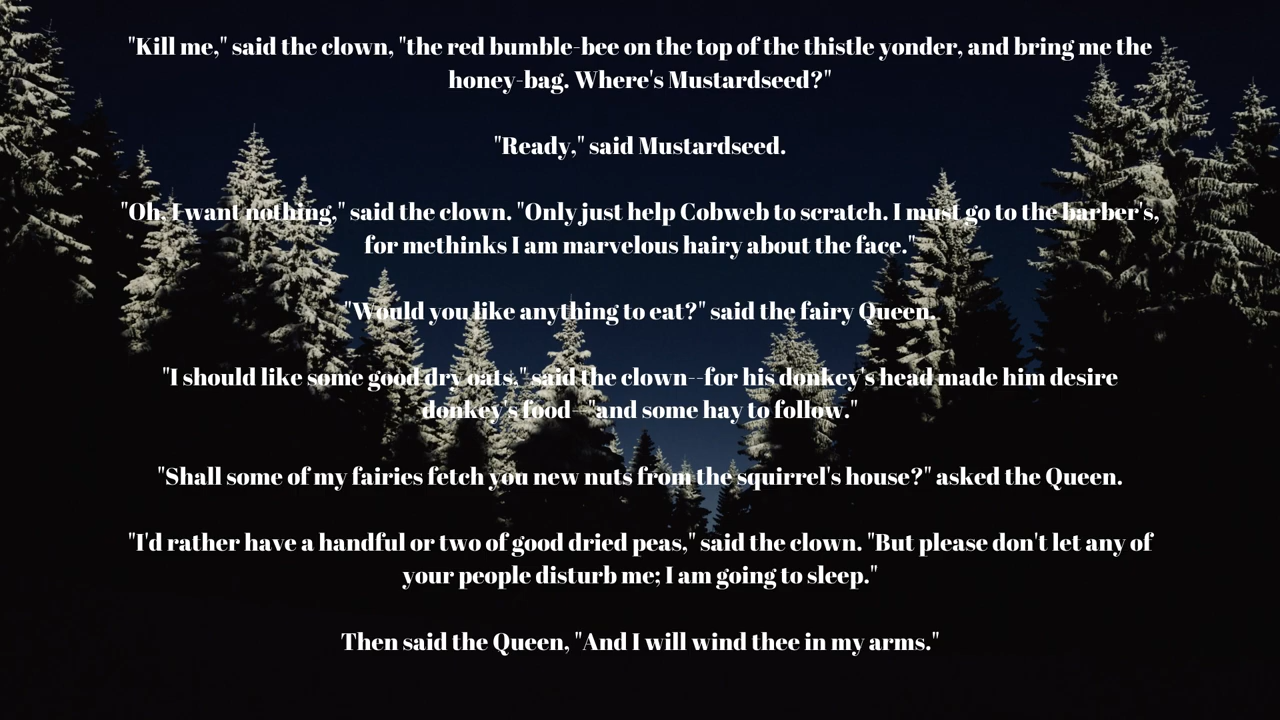 "Kill me," said the clown, "the red bumble-bee on the top of the thistle yonder, and bring me the
honey-bag. Where's Mustardseed?"
"Ready," said Mustardseed.
"Oh, I want nothing," said the clown. "Only just help Cobweb to scratch. I must go to the barber's,
for methinks I am marvelous hairy about the face."
"Would you like anything to eat?" said the fairy Queen.
"I should like some good dry oats," said the clown--for his donkey's head made him desire
donkey's food--"and some hay to follow."
"Shall some of my fairies fetch you new nuts from the squirrel's house?" asked the Queen.
"I'd rather have a handful or two of good dried peas," said the clown. "But please don't let any of
your people disturb me; I am going to sleep."
Then said the Queen, "And I will wind thee in my arms."